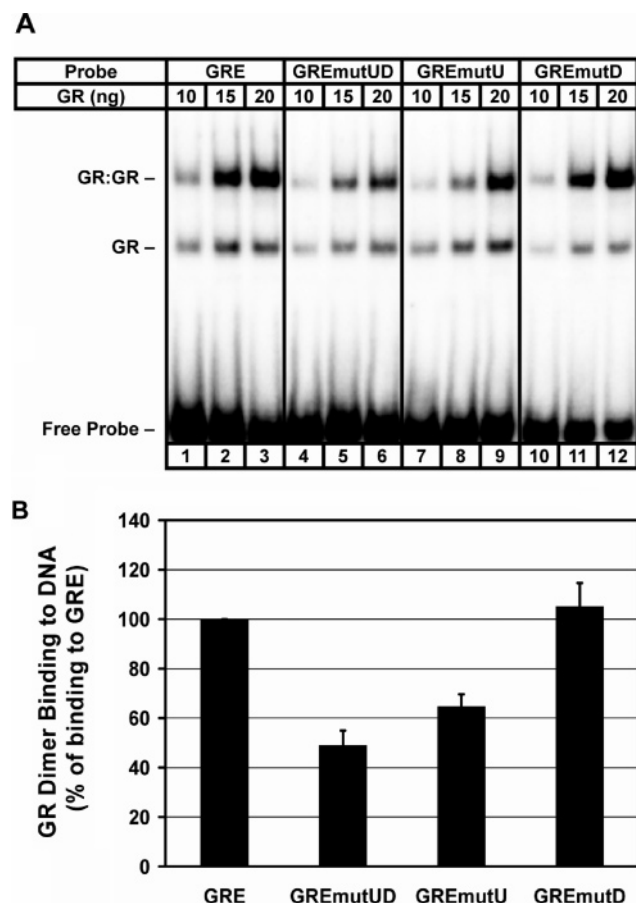 A
Probe GRE GREmutUD GREmutU GREmutD
GR (ng) 10 15 20 10 15 20 10 15 20 10 15 20
GR:GR –
GR –
Free Probe –
1 2 3 4 5 6 7 8 9 10 11 12
B
GR Dimer Binding to DNA
(% of binding to GRE)
140
120
100
80
60
40
20
0
GRE GREmutUD GREmutU GREmutD